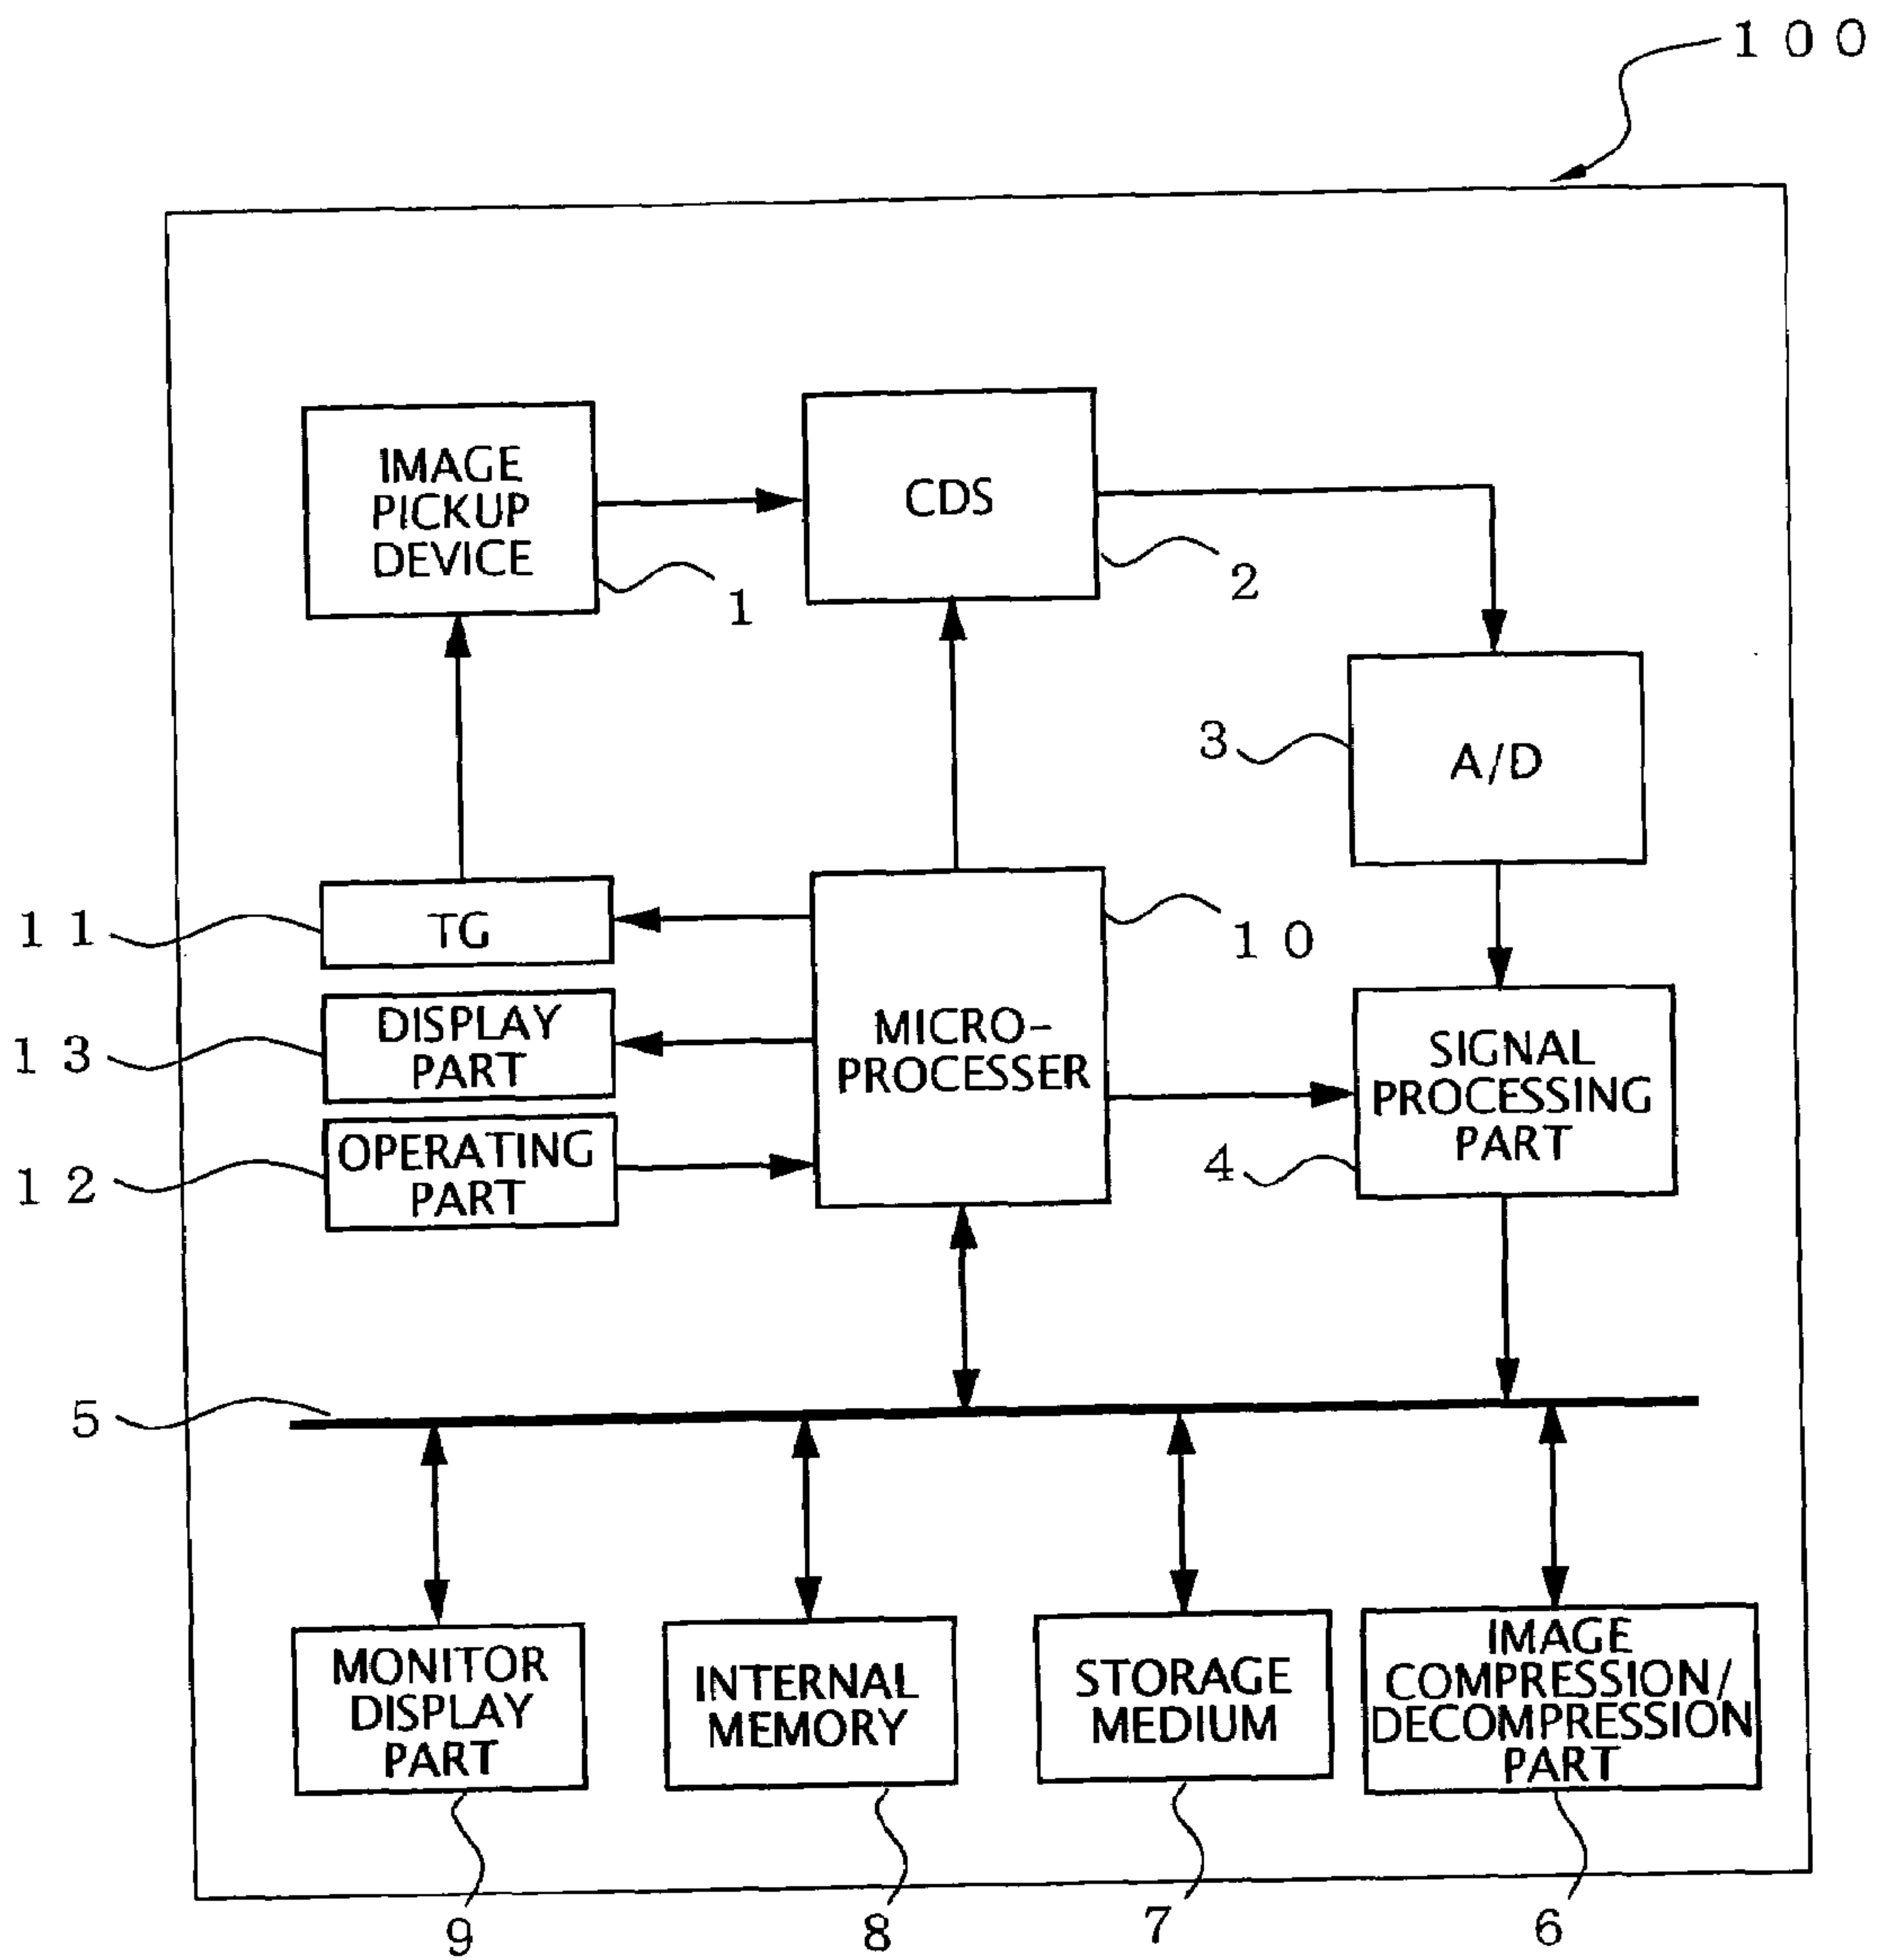 100
IMAGE
PICKUP
DEVICE
1
CDS
2
3
A/D
11
TG
10
13
DISPLAY
PART
MICRO-
PROCESSER
SIGNAL
PROCESSING
PART
4
12
OPERATING
PART
5
MONITOR
DISPLAY
PART
INTERNAL
MEMORY
STORAGE
MEDIUM
IMAGE
COMPRESSION/
DECOMPRESSION
PART
9
8
7
6